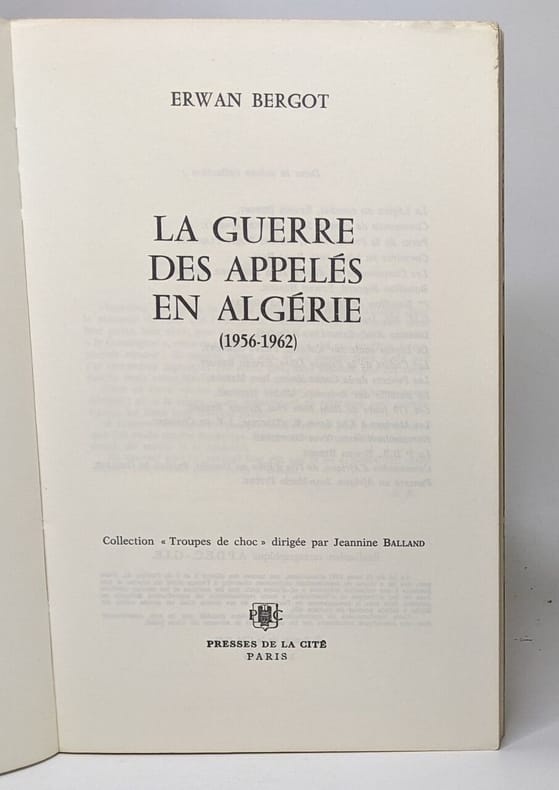 ERWAN BERGOT
LA GUERRE
DES APPELÉS
EN ALGÉRIE
(1956-1962)
Collection « Troupes de choc » dirigée par Jeannine BALLAND
PRESSES DE LA CITÉ
PARIS